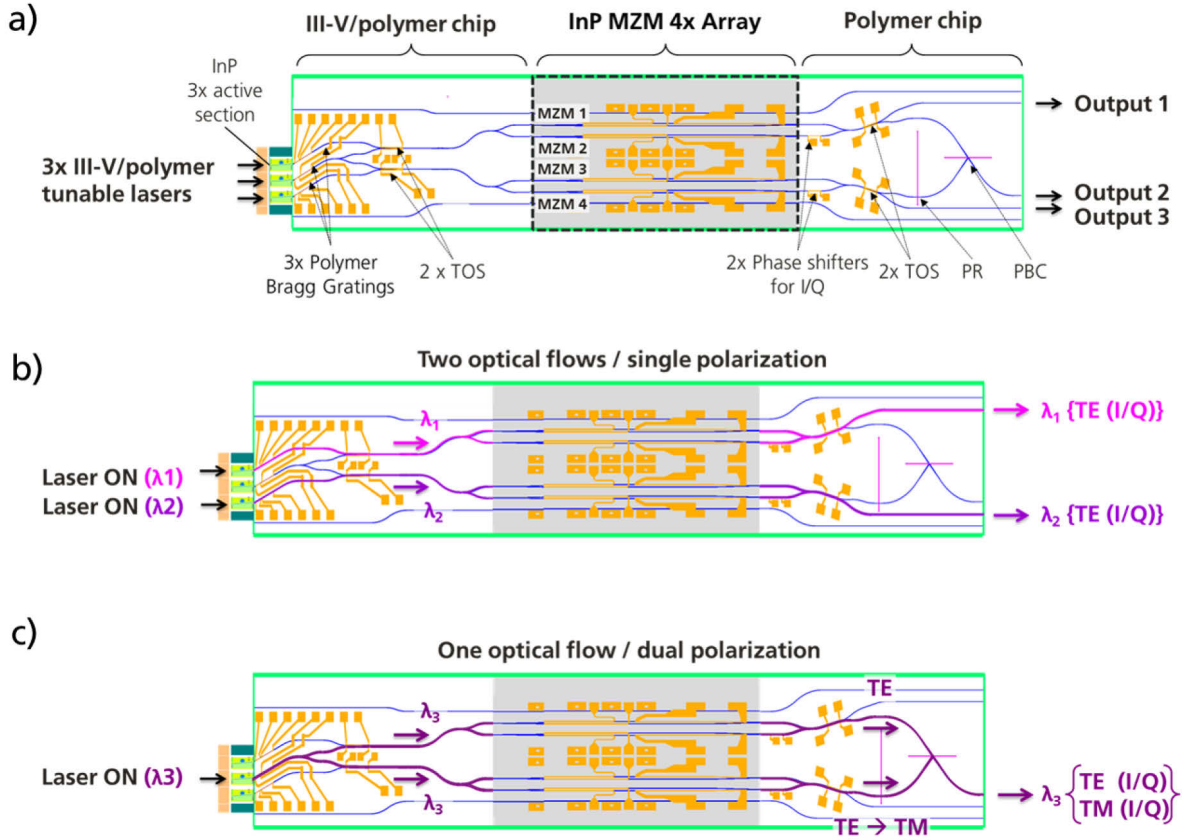 a)
III-V/polymer chip
InP MZM 4x Array
Polymer chip
InP
3x active
section
MZM 1
Output 1
3x III-V/polymer
tunable lasers
MZM 2
MZM 3
MZM 4
Output 2
Output 3
3x Polymer
Bragg Gratings
2 x TOS
2x Phase shifters
for I/Q
2x TOS
PR
PBC
b)
Two optical flows / single polarization
λ1
λ1 {TE (I/Q)}
Laser ON (λ1)
Laser ON (λ2)
λ2
λ2 {TE (I/Q)}
c)
One optical flow / dual polarization
TE
λ3
Laser ON (λ3)
λ3
λ3 {TE (I/Q)
TM (I/Q)}
TE → TM